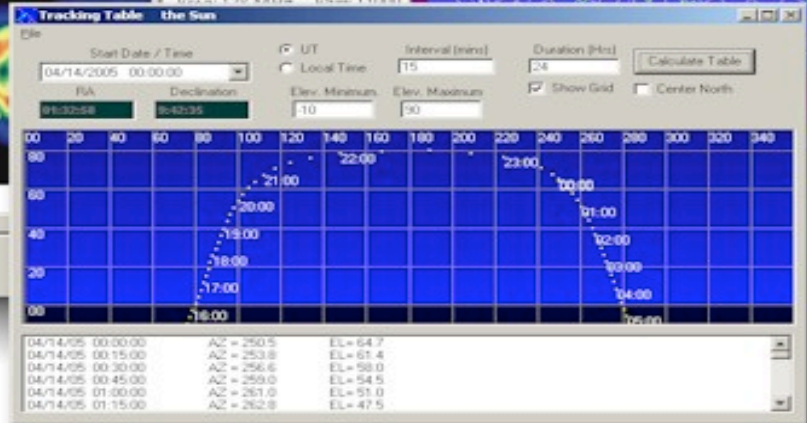 Tracking Table the Sun
File
Start Date / Time
UT
Interval (mins)
Duration (Hrs)
04/14/2005 00:00:00
Local Time
15
24
Calculate Table
RA
Declination
Elev. Minimum
Elev. Maximum
Show Grid
Center North
01:32:58
9:42:35
-10
90
00 20 40 60 80 100 120 140 160 180 200 220 240 260 280 300 320 340
80
22:00
23:00
21:00
00:00
60
20:00
01:00
40
19:00
02:00
18:00
03:00
20
17:00
04:00
00
16:00
05:00
04/14/05 00:00:00 AZ = 250.5 EL= 64.7
04/14/05 00:15:00 AZ = 253.8 EL= 61.4
04/14/05 00:30:00 AZ = 256.6 EL= 58.0
04/14/05 00:45:00 AZ = 259.0 EL= 54.5
04/14/05 01:00:00 AZ = 261.0 EL= 51.0
04/14/05 01:15:00 AZ = 262.8 EL= 47.5